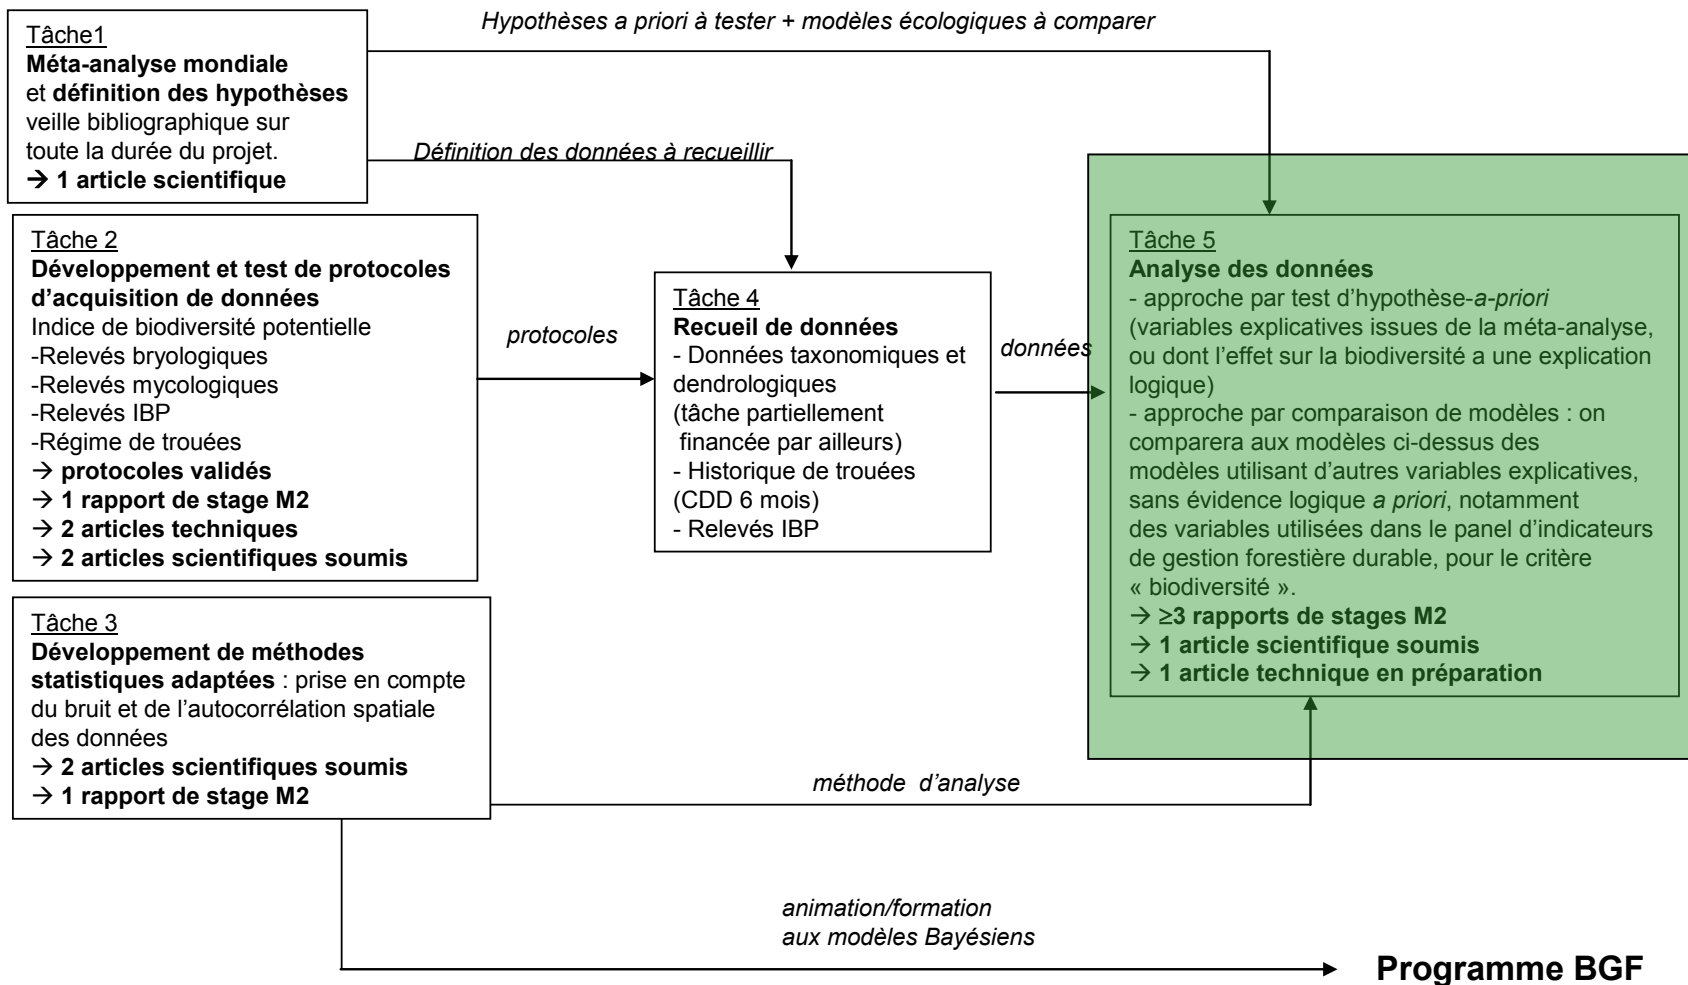 Hypothèses a priori à tester + modèles écologiques à comparer
Tâche1
Méta-analyse mondiale
et définition des hypothèses
veille bibliographique sur
toute la durée du projet.
→ 1 article scientifique
Définition des données à recueillir
Tâche 2
Développement et test de protocoles
d'acquisition de données
Indice de biodiversité potentielle
-Relevés bryologiques
-Relevés mycologiques
-Relevés IBP
-Régime de trouées
→ protocoles validés
→ 1 rapport de stage M2
→ 2 articles techniques
→ 2 articles scientifiques soumis
protocoles
Tâche 4
Recueil de données
- Données taxonomiques et
dendrologiques
(tâche partiellement
financée par ailleurs)
- Historique de trouées
(CDD 6 mois)
- Relevés IBP
données
Tâche 5
Analyse des données
- approche par test d'hypothèse-a-priori
(variables explicatives issues de la méta-analyse,
ou dont l'effet sur la biodiversité a une explication
logique)
- approche par comparaison de modèles : on
comparera aux modèles ci-dessus des
modèles utilisant d'autres variables explicatives,
sans évidence logique a priori, notamment
des variables utilisées dans le panel d'indicateurs
de gestion forestière durable, pour le critère
« biodiversité ».
→ ≥3 rapports de stages M2
→ 1 article scientifique soumis
→ 1 article technique en préparation
Tâche 3
Développement de méthodes
statistiques adaptées : prise en compte
du bruit et de l'autocorrélation spatiale
des données
→ 2 articles scientifiques soumis
→ 1 rapport de stage M2
méthode d'analyse
animation/formation
aux modèles Bayésiens
Programme BGF